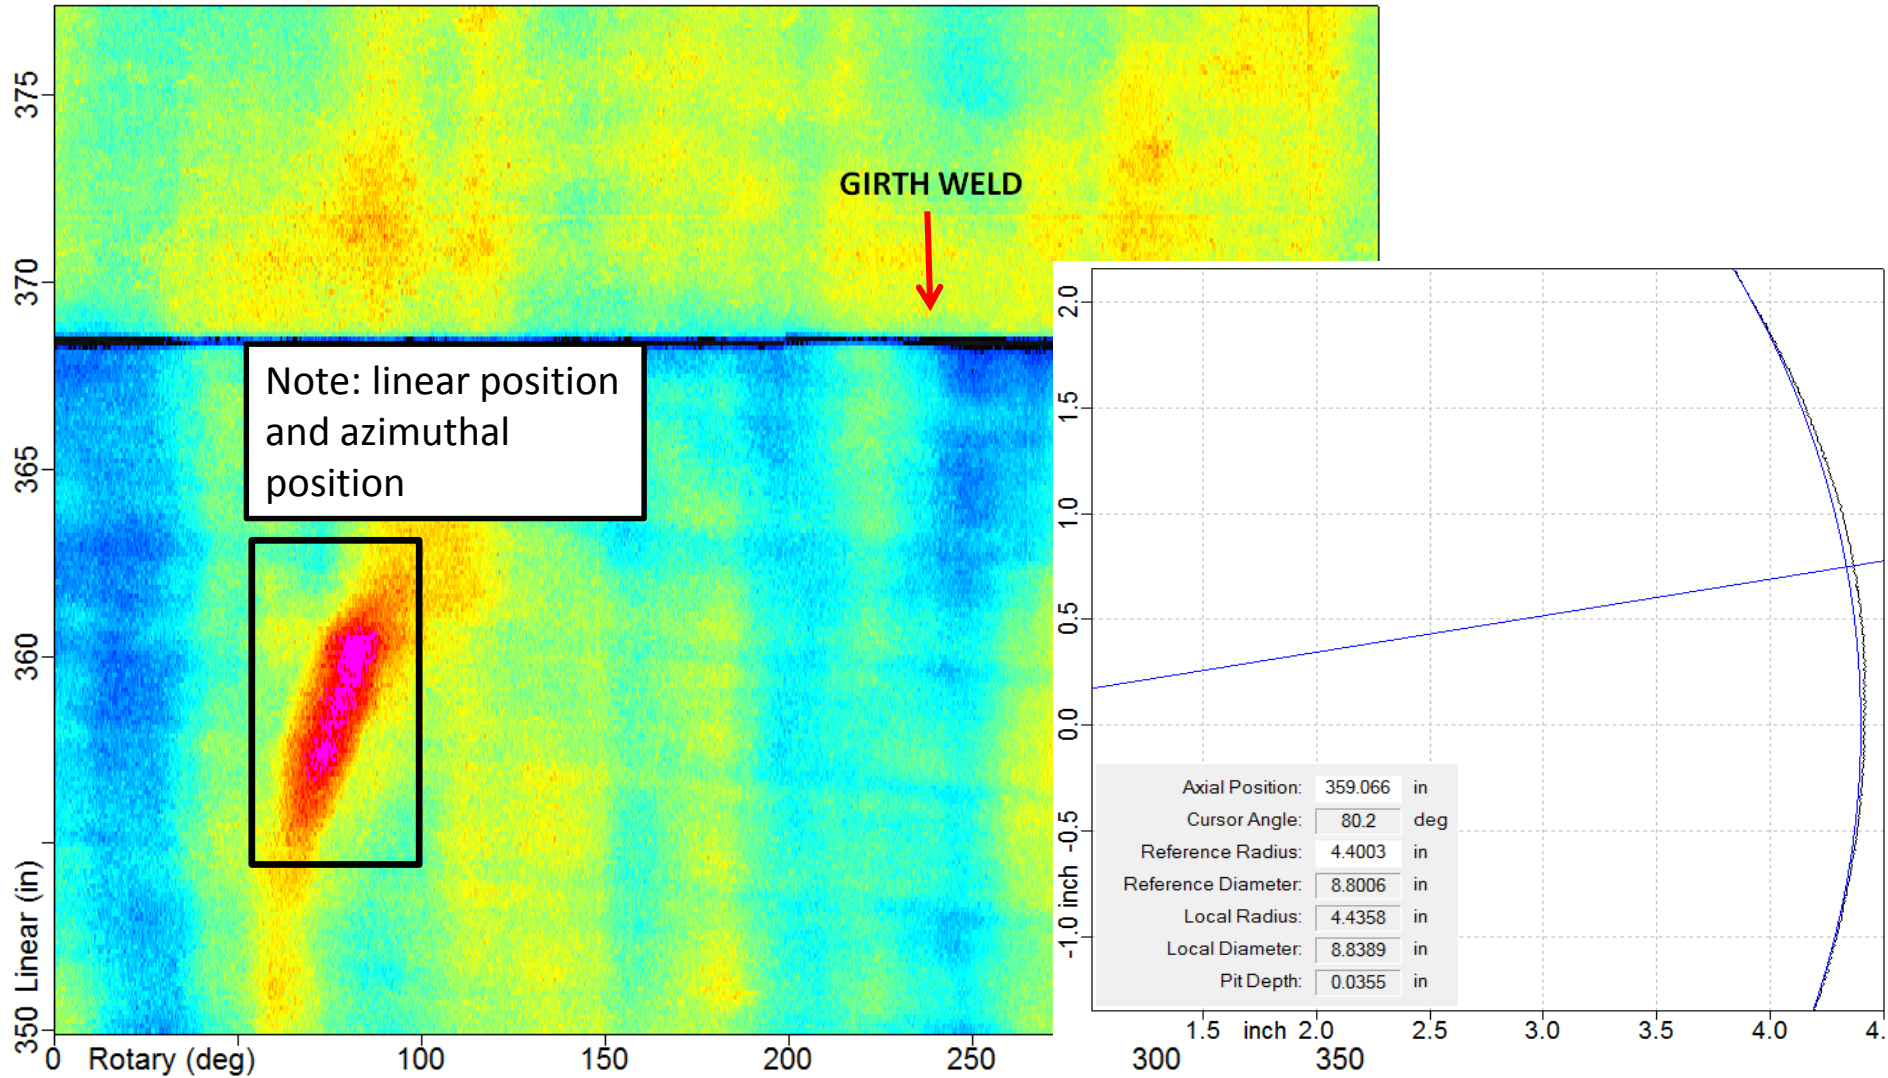 375
370
365
360
350 Linear (in)
0 Rotary (deg) 100 150 200 250 300 350
GIRTH WELD
Note: linear position
and azimuthal
position
2.0
1.5
1.0
0.5
0.0
-0.5
-1.0 inch
1.5 inch 2.0 2.5 3.0 3.5 4.0 4.
Axial Position: 359.066 in
Cursor Angle: 80.2 deg
Reference Radius: 4.4003 in
Reference Diameter: 8.8006 in
Local Radius: 4.4358 in
Local Diameter: 8.8389 in
Pit Depth: 0.0355 in